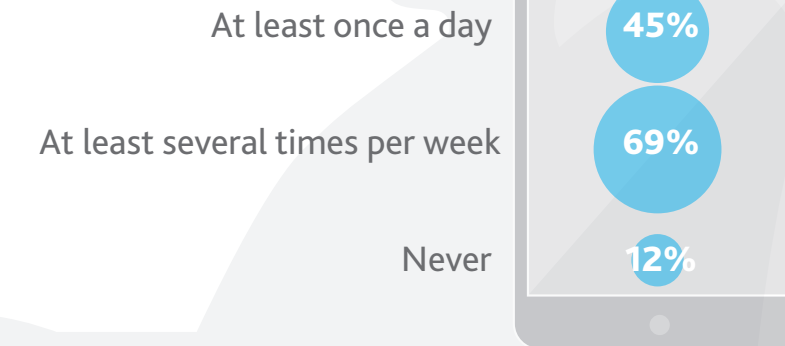 At least once a day 45%
At least several times per week 69%
Never 12%